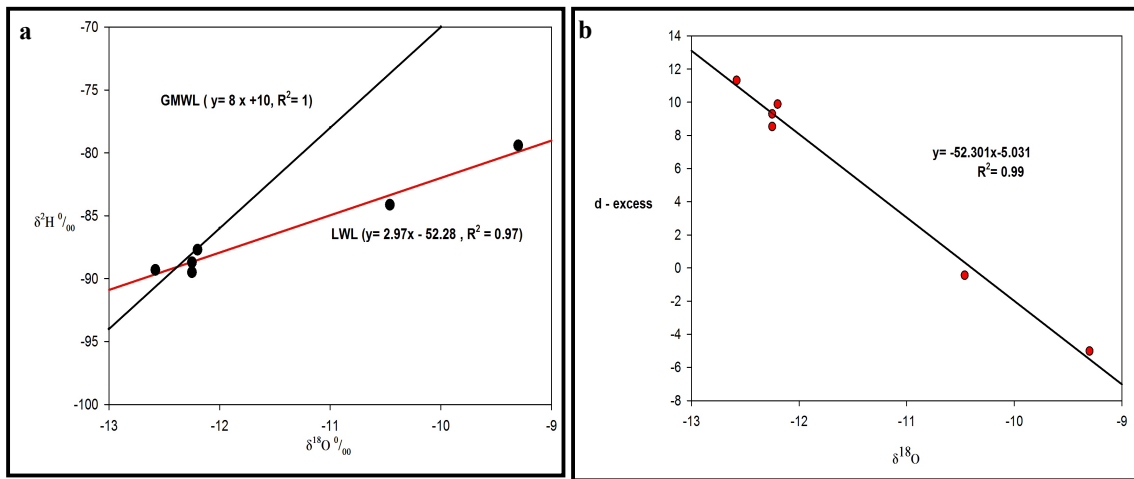 a
-70
-75
-80
-85
-90
-95
-100
δ²H ⁰/₀₀
GMWL ( y= 8 x +10, R²= 1)
LWL (y= 2.97x - 52.28 , R² = 0.97)
-13
-12
-11
-10
-9
δ¹⁸O ⁰/₀₀
b
14
12
10
8
6
4
2
0
-2
-4
-6
-8
d - excess
y= -52.301x-5.031
R²= 0.99
-13
-12
-11
-10
-9
δ¹⁸O